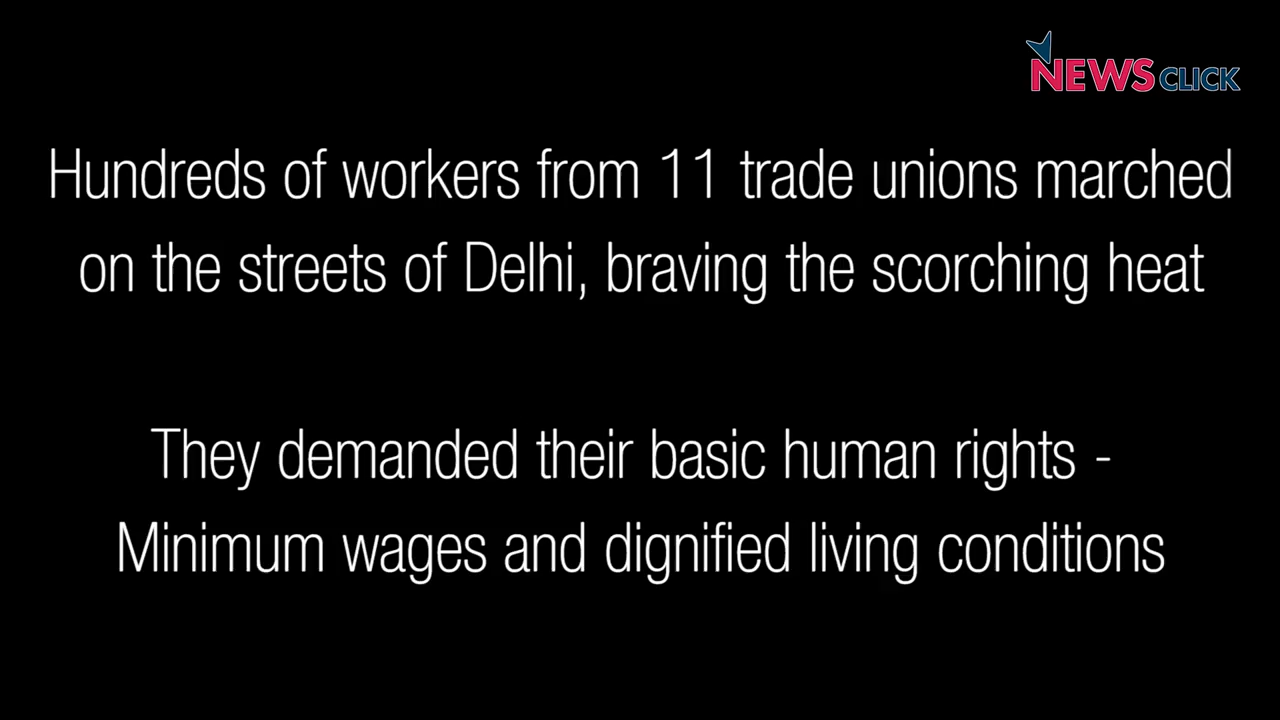 NEWSCLICK
Hundreds of workers from 11 trade unions marched
on the streets of Delhi, braving the scorching heat
They demanded their basic human rights -
Minimum wages and dignified living conditions